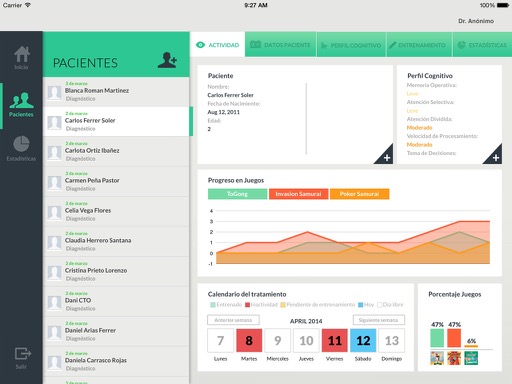 Carrier
9:27 AM
100%
Dr. Anónimo
Inicio
Pacientes
Estadísticas
Salir
PACIENTES
2 de marzo
Blanca Roman Martinez
Diagnóstico
2 de marzo
Carlos Ferrer Soler
Diagnóstico
2 de marzo
Carlota Ortiz Ibañez
Diagnóstico
2 de marzo
Carmen Peña Pastor
Diagnóstico
2 de marzo
Celia Vega Flores
Diagnóstico
2 de marzo
Claudia Herrero Santana
Diagnóstico
2 de marzo
Cristina Prieto Lorenzo
Diagnóstico
2 de marzo
Dani CTO
Diagnóstico
2 de marzo
Daniel Arias Ferrer
Diagnóstico
2 de marzo
Daniela Carrasco Rojas
Diagnóstico
ACTIVIDAD
DATOS PACIENTE
PERFIL COGNITIVO
ENTRENAMIENTO
ESTADÍSTICAS
Paciente
Nombre:
Carlos Ferrer Soler
Fecha de Nacimiento:
Aug 12, 2011
Edad:
2
Perfil Cognitivo
Memoria Operativa:
Leve
Atención Selectiva:
Leve
Atención Dividida:
Moderado
Velocidad de Procesamiento:
Moderado
Toma de Decisiones:
Progreso en Juegos
ToGong
Invasion Samurai
Poker Samurai
4
3
2
1
0
-1
Calendario del tratamiento
Entrenado
Inactividad
Pendiente de entrenamiento
Hoy
Día libre
Anterior semana
APRIL 2014
Siguiente semana
7 8 9 10 11 12 13
Lunes Martes Miercoles Jueves Viernes Sábado Domingo
Porcentaje Juegos
47% 47% 6%